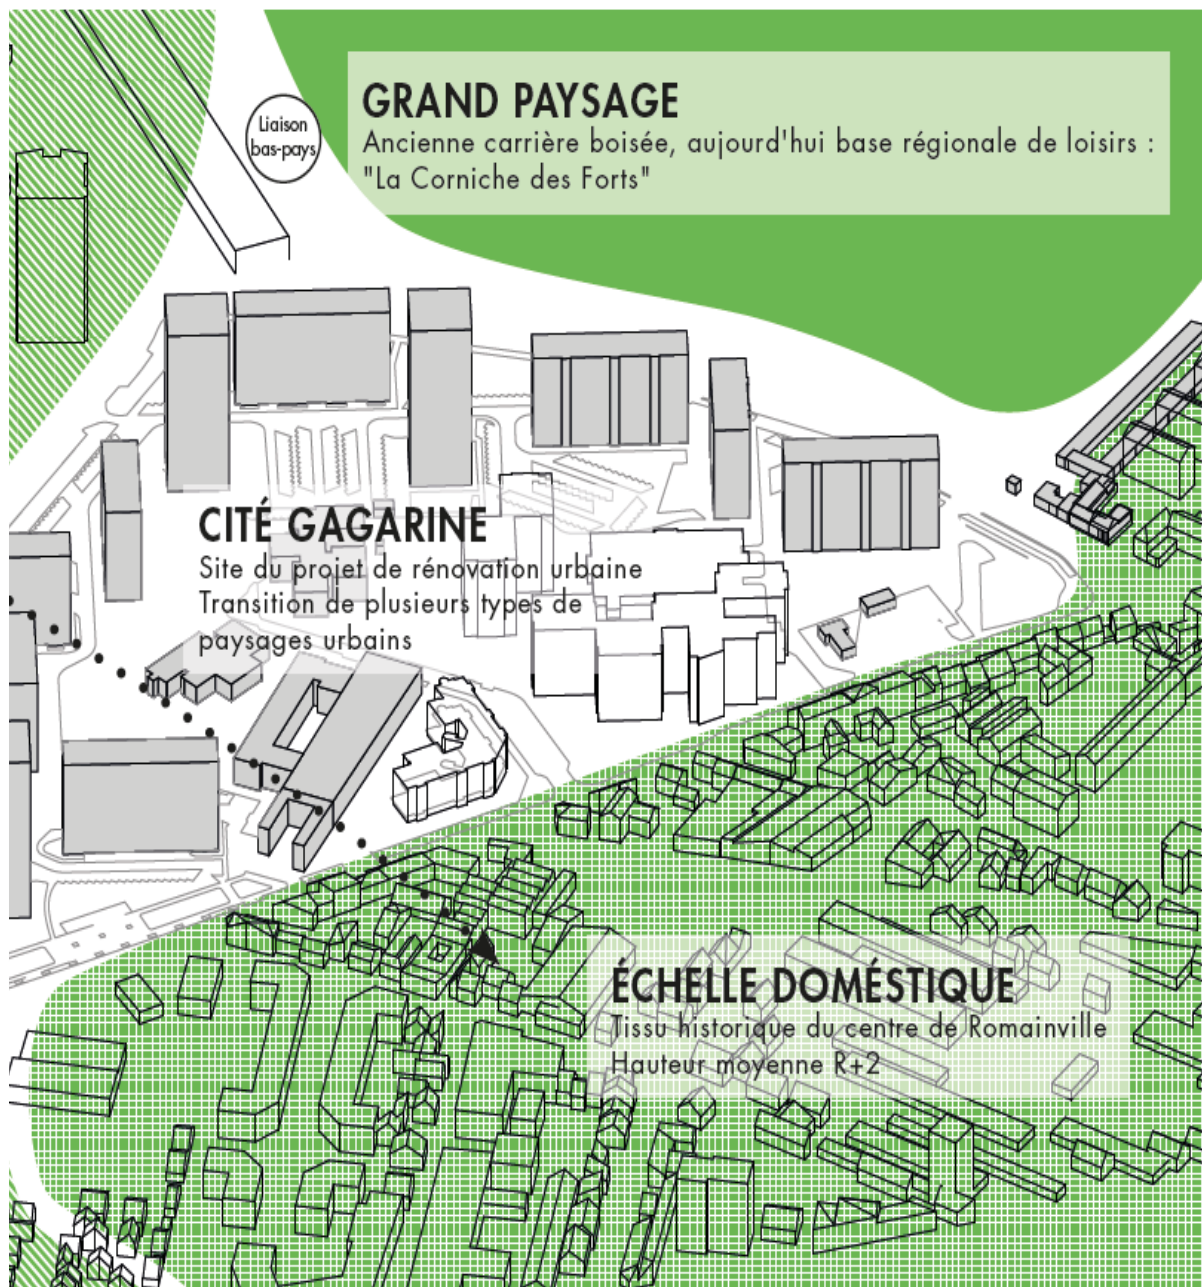 GRAND PAYSAGE
Ancienne carrière boisée, aujourd'hui base régionale de loisirs :
"La Corniche des Forts"
Liaison
bas-pays
CITÉ GAGARINE
Site du projet de rénovation urbaine
Transition de plusieurs types de
paysages urbains
ÉCHELLE DOMÉSTIQUE
Tissu historique du centre de Romainville
Hauteur moyenne R+2